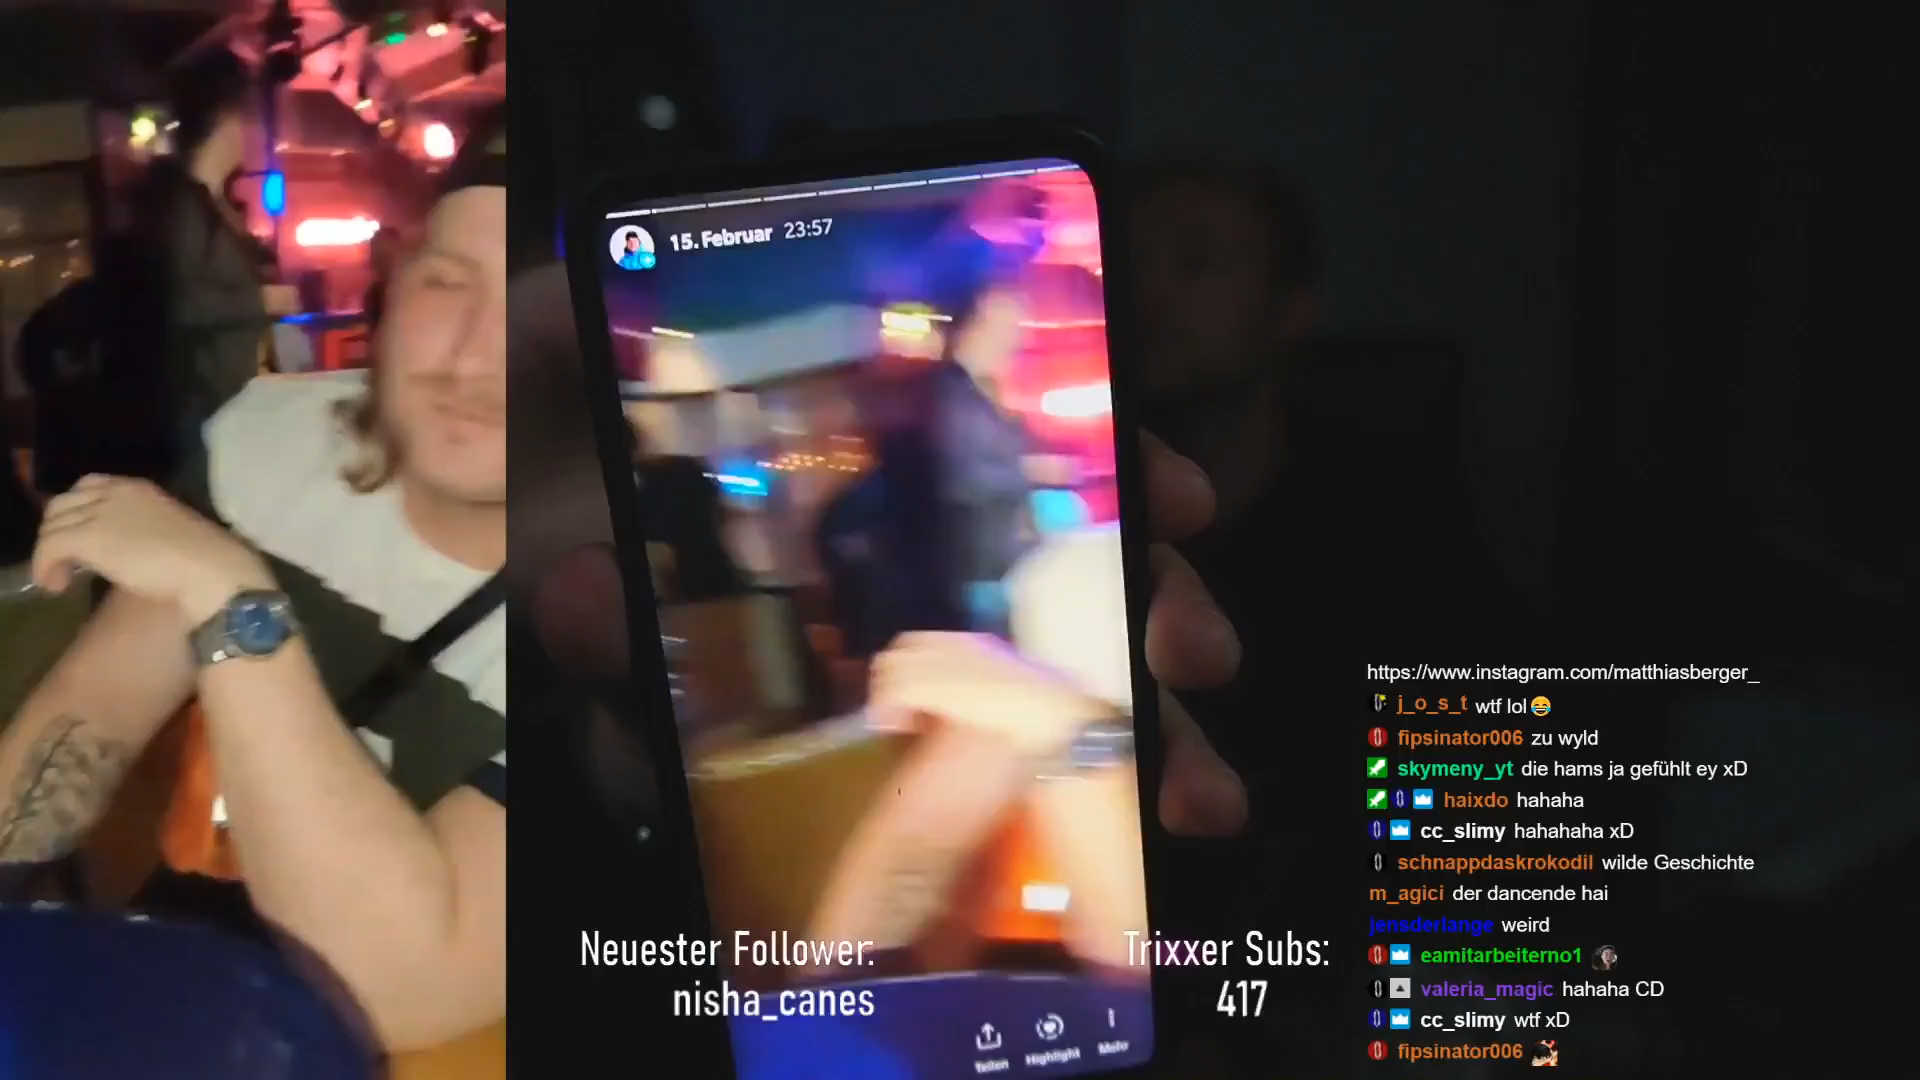 15. Februar 23:57
https://www.instagram.com/matthiasberger_
j_o_s_t wtf lol😂
fipsinator006 zu wyld
skymeny_yt die hams ja gefühlt ey xD
haixdo hahaha
cc_slimy hahahaha xD
schnappdaskrokodil wilde Geschichte
m_agici der dancende hai
jensderlange weird
eamitarbeiterno1
valeria_magic hahaha CD
cc_slimy wtf xD
fipsinator006
Neuester Follower:
nisha_canes
Trixxer Subs:
417
Teilen Highlight Mehr